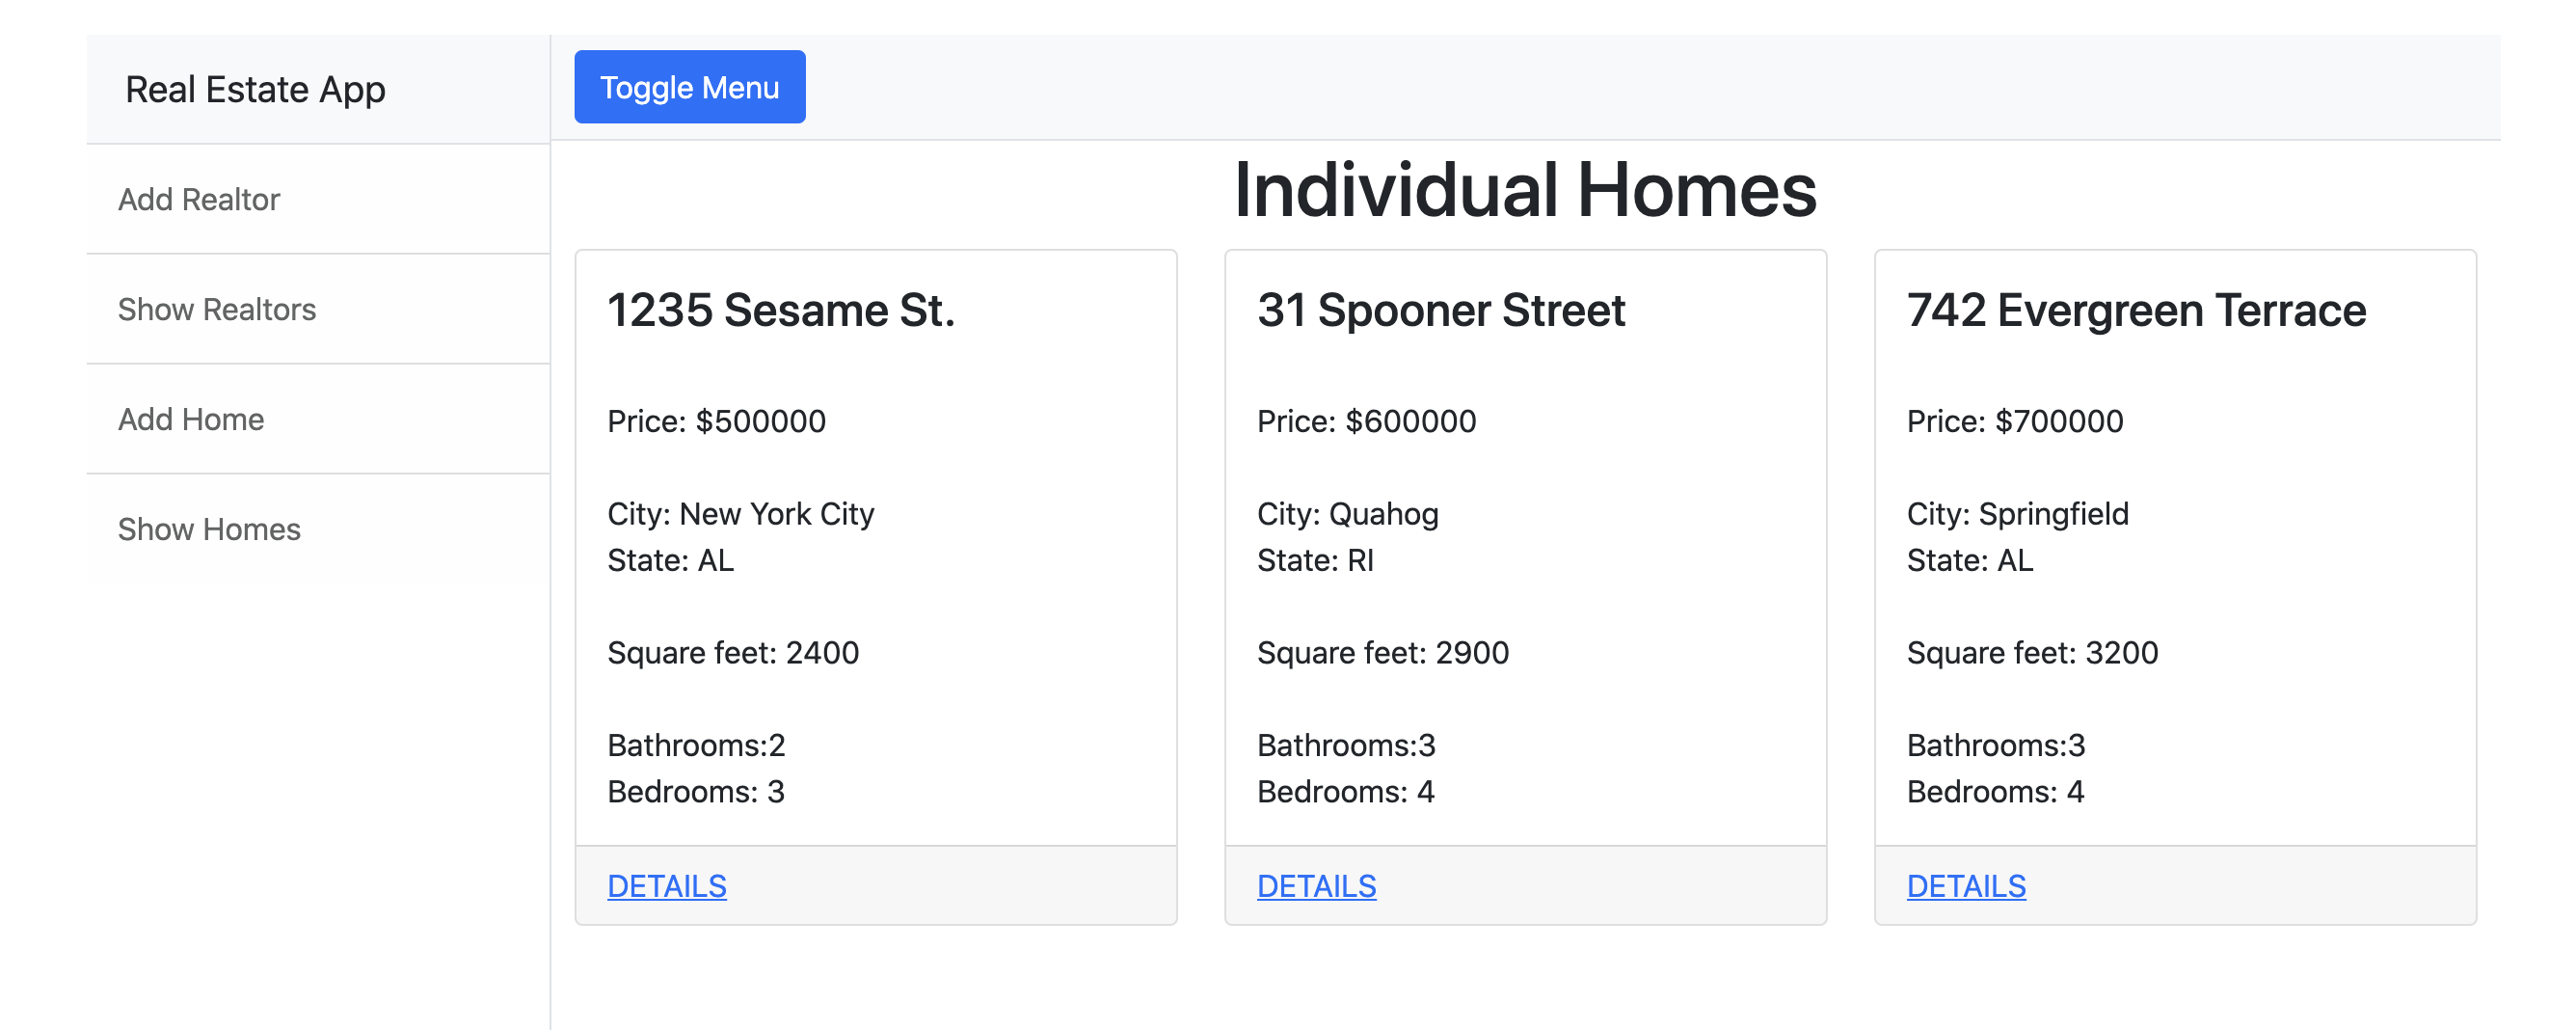 Real Estate App
Toggle Menu
Add Realtor
Show Realtors
Add Home
Show Homes
Individual Homes
1235 Sesame St.
Price: $500000
City: New York City
State: AL
Square feet: 2400
Bathrooms:2
Bedrooms: 3
DETAILS
31 Spooner Street
Price: $600000
City: Quahog
State: RI
Square feet: 2900
Bathrooms:3
Bedrooms: 4
DETAILS
742 Evergreen Terrace
Price: $700000
City: Springfield
State: AL
Square feet: 3200
Bathrooms:3
Bedrooms: 4
DETAILS